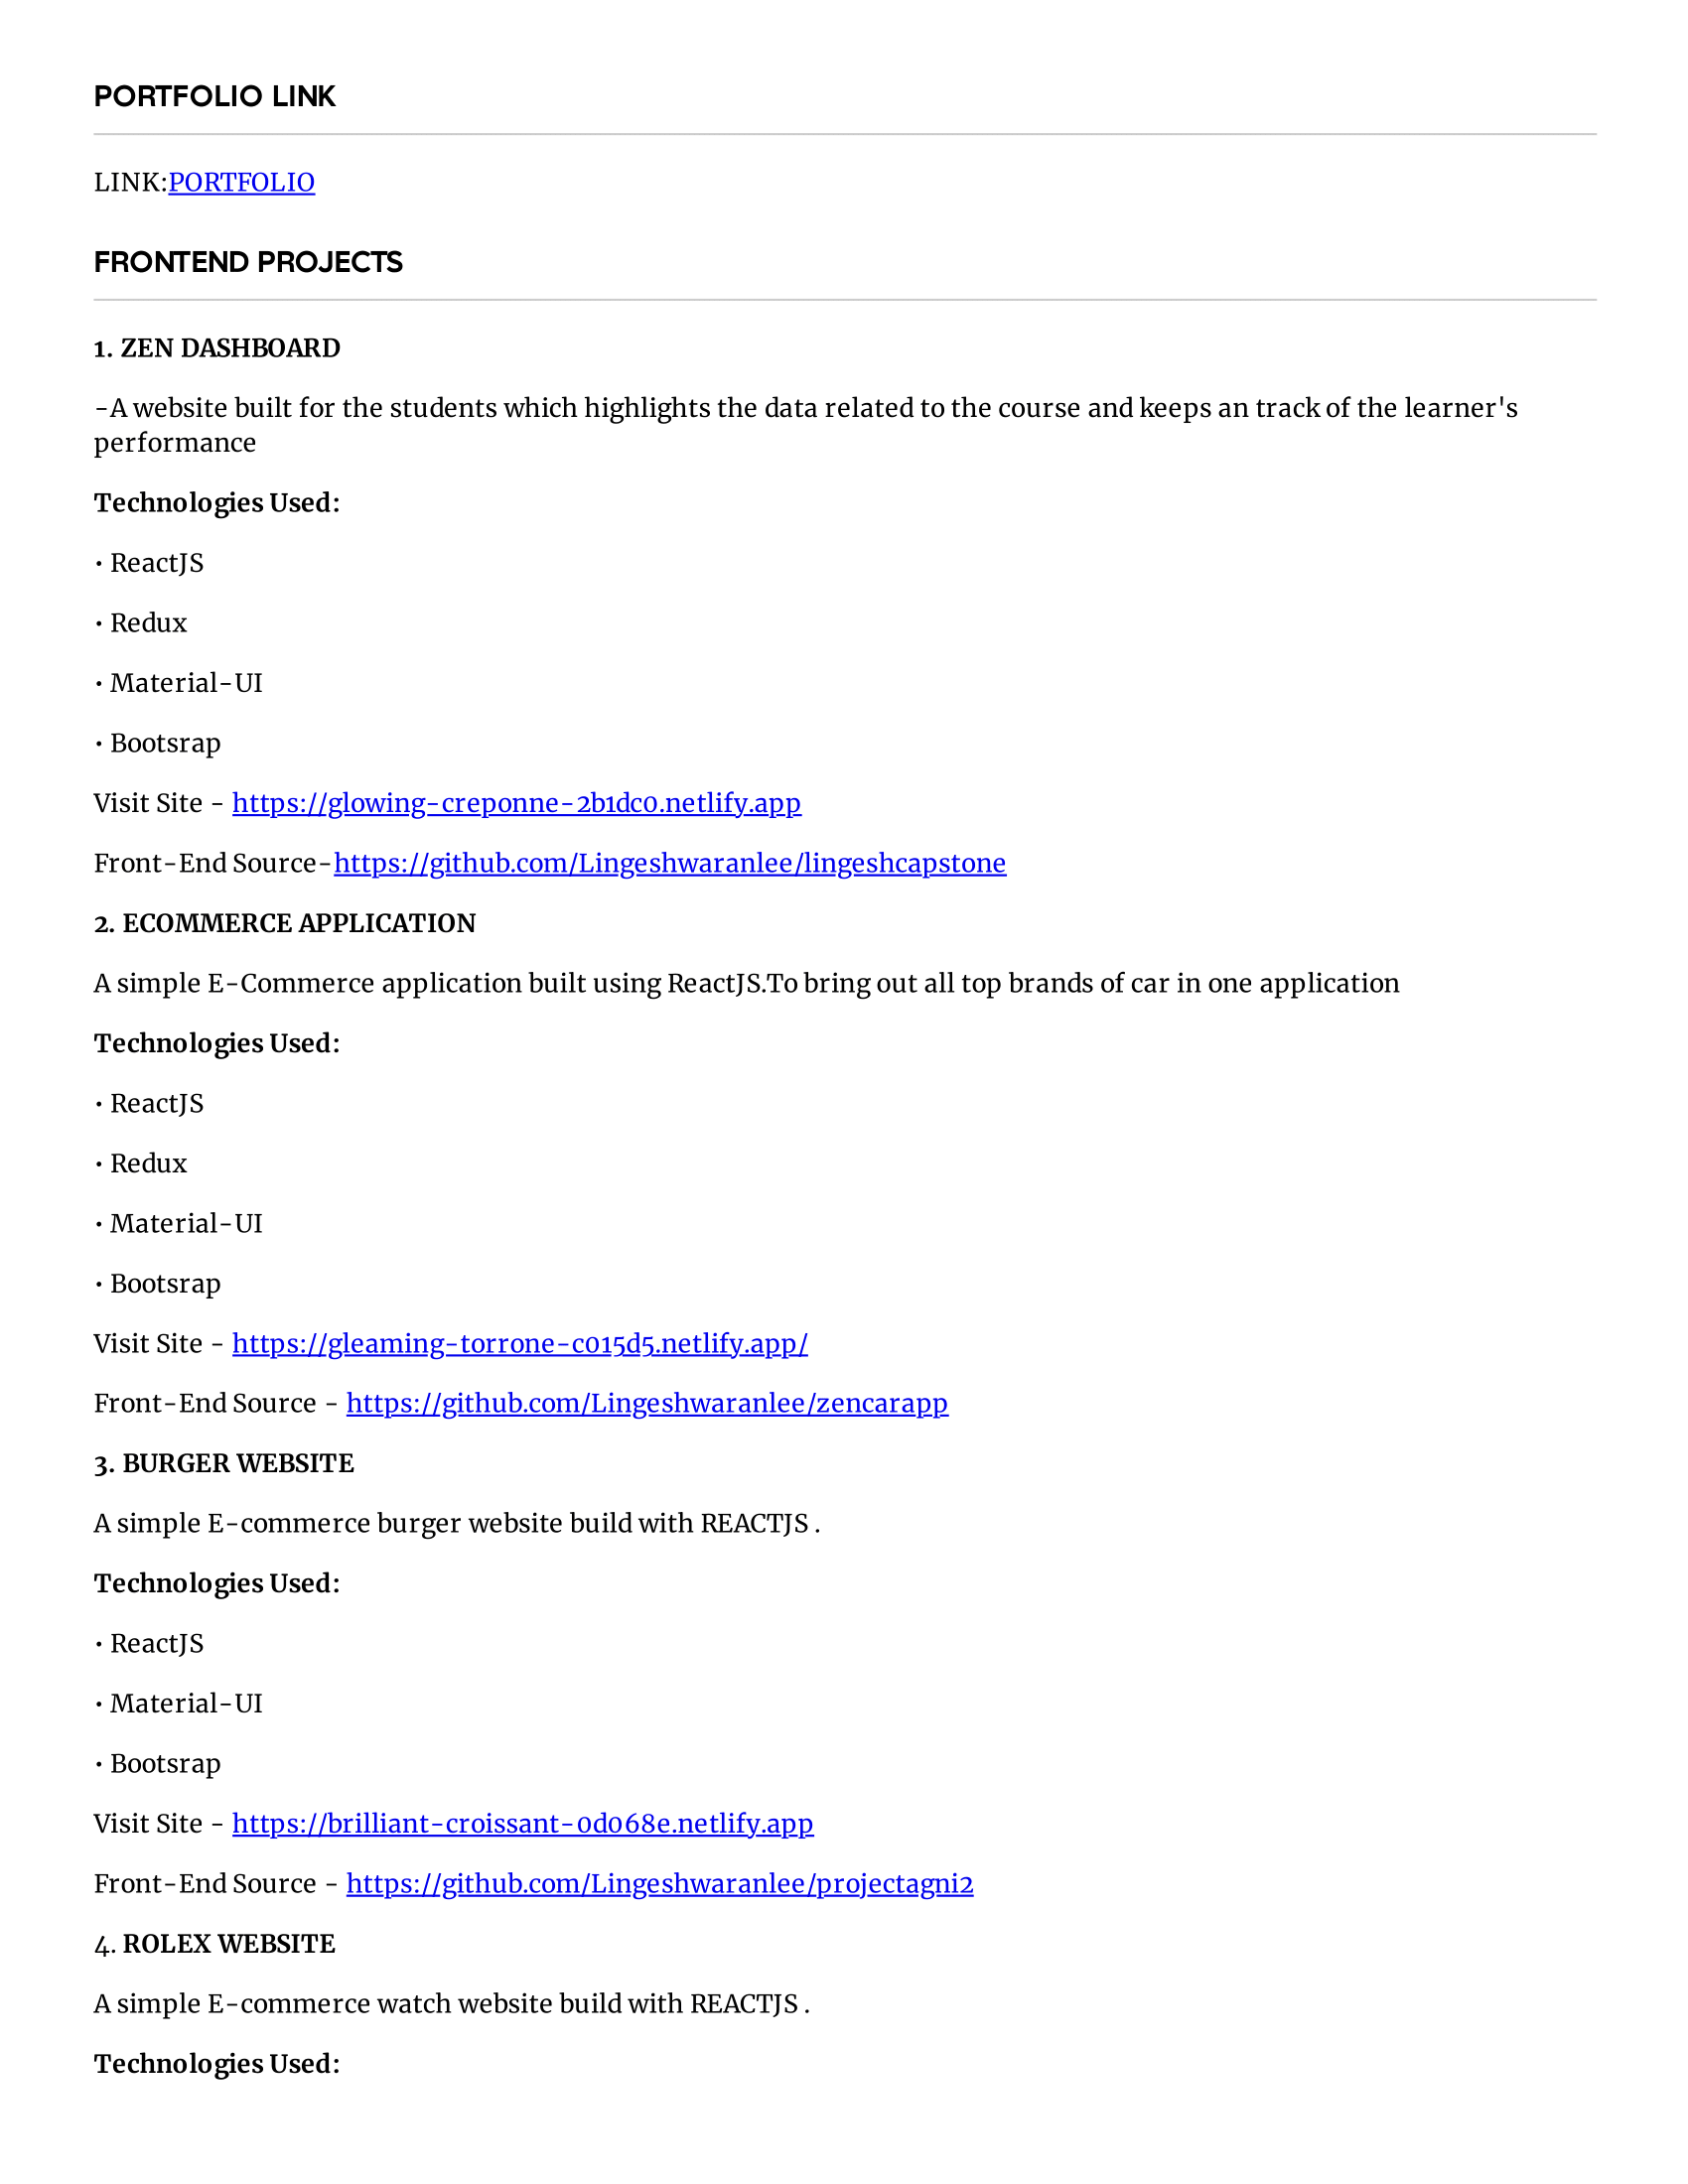 PORTFOLIO LINK
LINK:PORTFOLIO
FRONTEND PROJECTS
1. ZEN DASHBOARD
-A website built for the students which highlights the data related to the course and keeps an track of the learner's
performance
Technologies Used:
• ReactJS
• Redux
• Material-UI
• Bootsrap
Visit Site - https://glowing-creponne-2b1dc0.netlify.app
Front-End Source-https://github.com/Lingeshwaranlee/lingeshcapstone
2. ECOMMERCE APPLICATION
A simple E-Commerce application built using ReactJS.To bring out all top brands of car in one application
Technologies Used:
• ReactJS
• Redux
• Material-UI
• Bootsrap
Visit Site - https://gleaming-torrone-c015d5.netlify.app/
Front-End Source - https://github.com/Lingeshwaranlee/zencarapp
3. BURGER WEBSITE
A simple E-commerce burger website build with REACTJS .
Technologies Used:
• ReactJS
• Material-UI
• Bootsrap
Visit Site - https://brilliant-croissant-0d068e.netlify.app
Front-End Source - https://github.com/Lingeshwaranlee/projectagni2
4. ROLEX WEBSITE
A simple E-commerce watch website build with REACTJS .
Technologies Used: